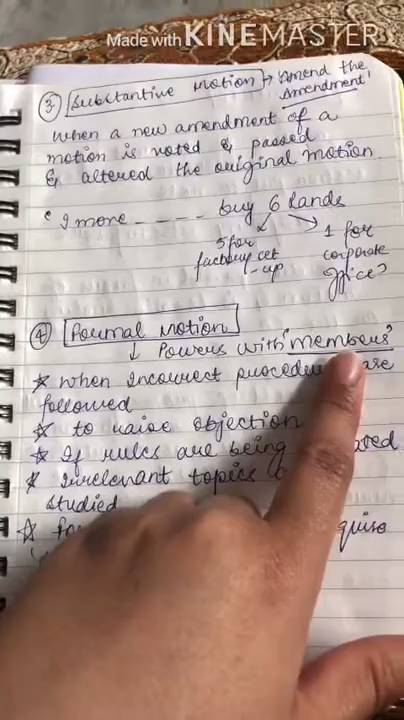 Made with KINEMASTER
③ Substantive Motion → 'Amend the
Amendment'
When a new amendment of a
motion is voted & passed
& altered the original motion
"I move _ _ _ _ _ buy 6 lands
5 for
factory set
-up
1 for
corporate
office"
④ Formal Motion
↓ Powers with 'members'
☆ When incorrect procedu are
followed
☆ to raise objection
☆ If rules are being
☆ irrelevant topics
studied
☆